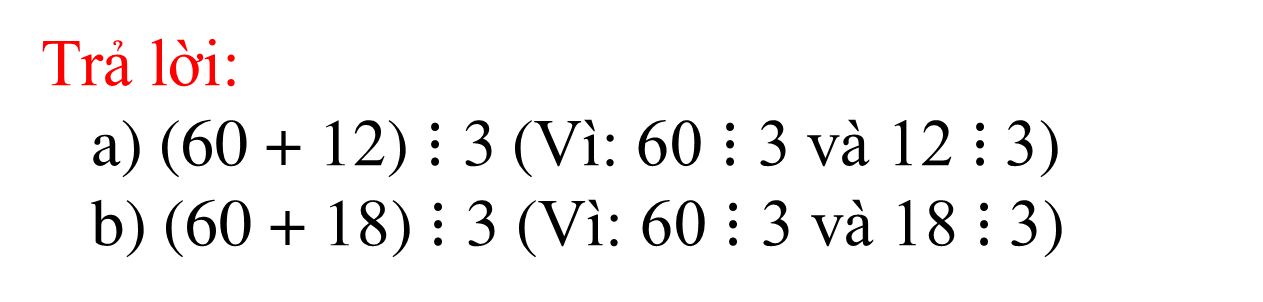 Trả lời:
a) (60 + 12) ⋮ 3 (Vì: 60 ⋮ 3 và 12 ⋮ 3)
b) (60 + 18) ⋮ 3 (Vì: 60 ⋮ 3 và 18 ⋮ 3)